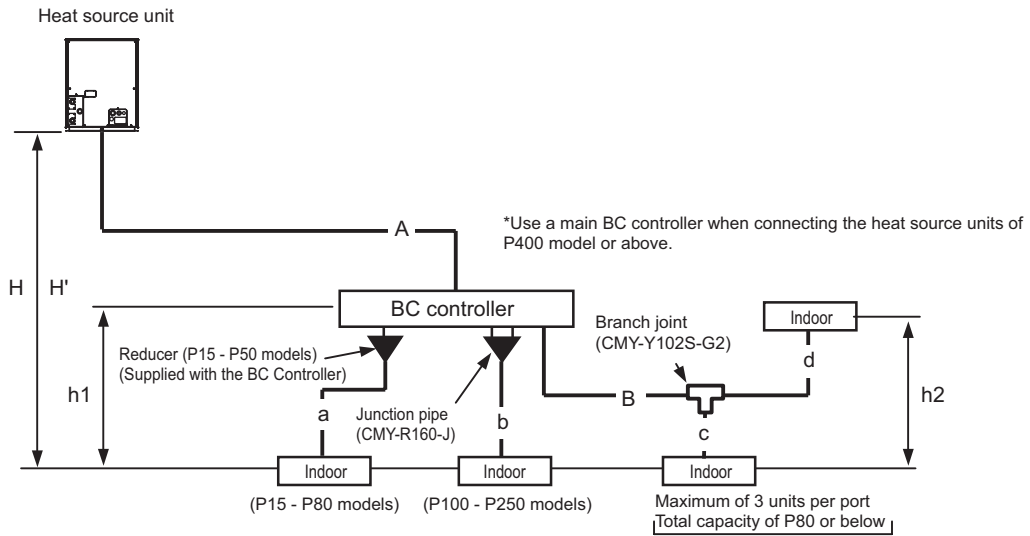 Heat source unit
A
*Use a main BC controller when connecting the heat source units of
P400 model or above.
H
H'
BC controller
Indoor
Branch joint
(CMY-Y102S-G2)
Reducer (P15 - P50 models)
(Supplied with the BC Controller)
d
h1
h2
B
a
Junction pipe
(CMY-R160-J)
b
c
Indoor
Indoor
Indoor
(P15 - P80 models)
(P100 - P250 models)
Maximum of 3 units per port
Total capacity of P80 or below